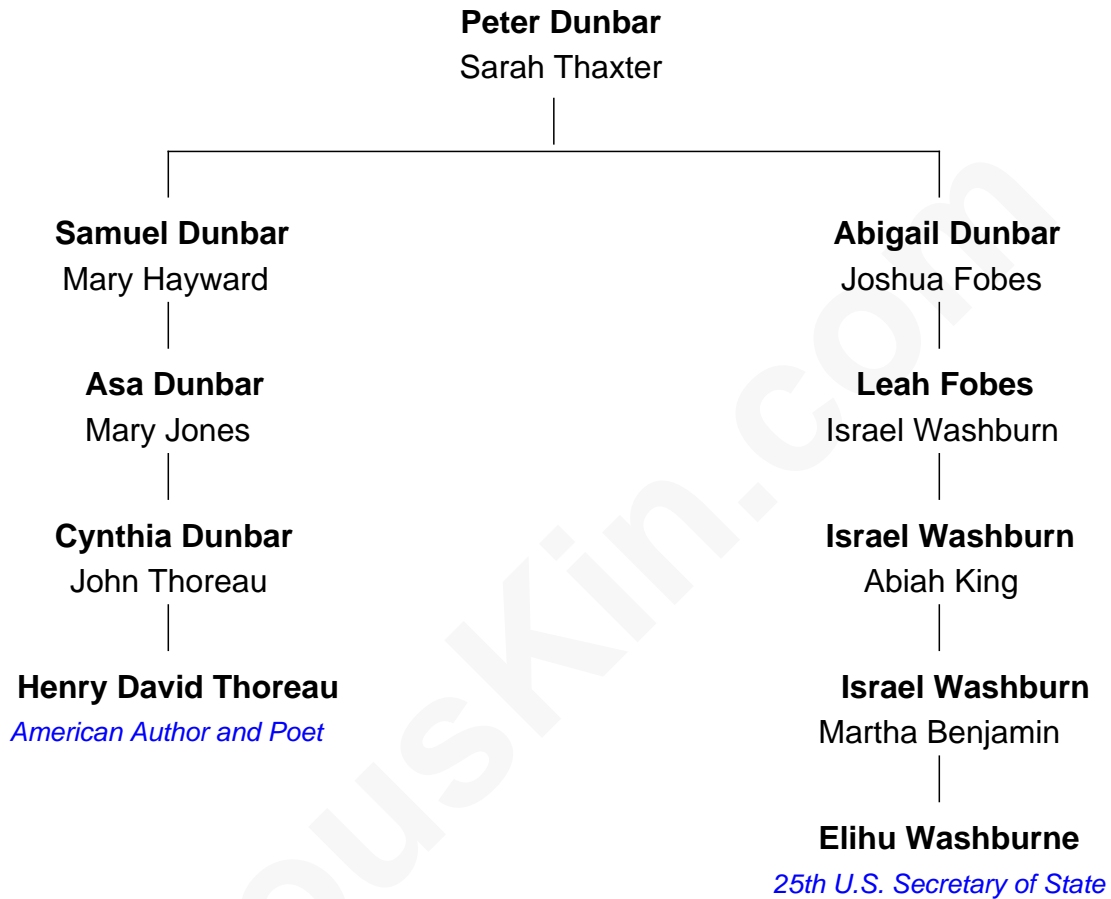 Peter Dunbar
Sarah Thaxter
Samuel Dunbar
Mary Hayward
Abigail Dunbar
Joshua Fobes
Asa Dunbar
Mary Jones
Leah Fobes
Israel Washburn
Cynthia Dunbar
John Thoreau
Israel Washburn
Abiah King
Henry David Thoreau
American Author and Poet
Israel Washburn
Martha Benjamin
Elihu Washburne
25th U.S. Secretary of State
ousKin.com